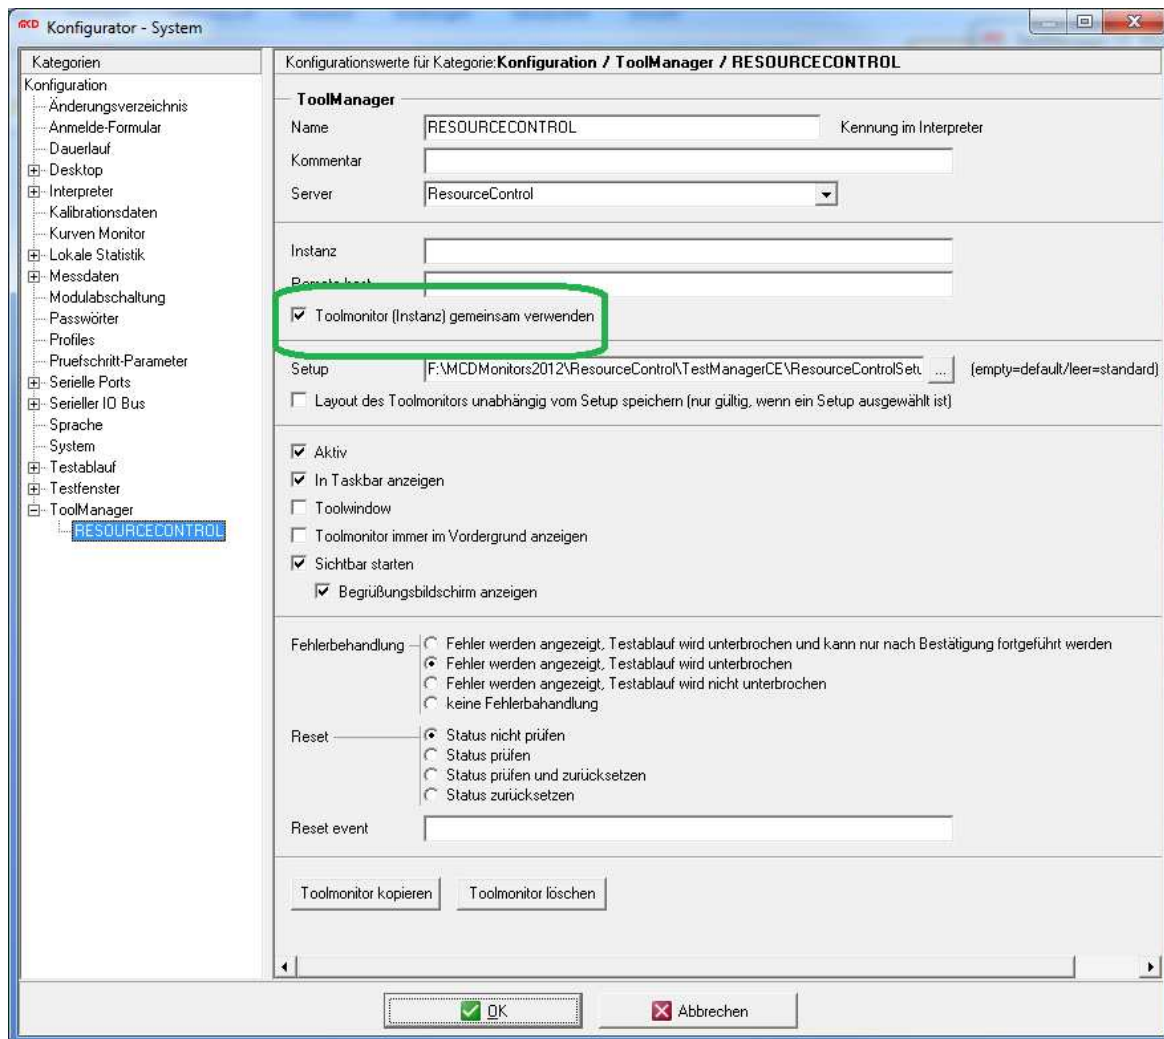 MCD Konfigurator - System
Kategorien
Konfiguration
Änderungsverzeichnis
Anmelde-Formular
Dauerlauf
Desktop
Interpreter
Kalibrationsdaten
Kurven Monitor
Lokale Statistik
Messdaten
Modulabschaltung
Passwörter
Profiles
Pruefschritt-Parameter
Serielle Ports
Serieller IO Bus
Sprache
System
Testablauf
Testfenster
ToolManager
RESOURCECONTROL
Konfigurationswerte für Kategorie:Konfiguration / ToolManager / RESOURCECONTROL
ToolManager
Name RESOURCECONTROL Kennung im Interpreter
Kommentar
Server ResourceControl
Instanz
Remote host
Toolmonitor (Instanz) gemeinsam verwenden
Setup F:\MCDMonitors2012\ResourceControl\TestManagerCE\ResourceControlSetu ... (empty=default/leer=standard)
Layout des Toolmonitors unabhängig vom Setup speichern (nur gültig, wenn ein Setup ausgewählt ist)
Aktiv
In Taskbar anzeigen
Toolwindow
Toolmonitor immer im Vordergrund anzeigen
Sichtbar starten
Begrüßungsbildschirm anzeigen
Fehlerbehandlung Fehler werden angezeigt, Testablauf wird unterbrochen und kann nur nach Bestätigung fortgeführt werden
Fehler werden angezeigt, Testablauf wird unterbrochen
Fehler werden angezeigt, Testablauf wird nicht unterbrochen
keine Fehlerbahandlung
Reset Status nicht prüfen
Status prüfen
Status prüfen und zurücksetzen
Status zurücksetzen
Reset event
Toolmonitor kopieren Toolmonitor löschen
OK Abbrechen